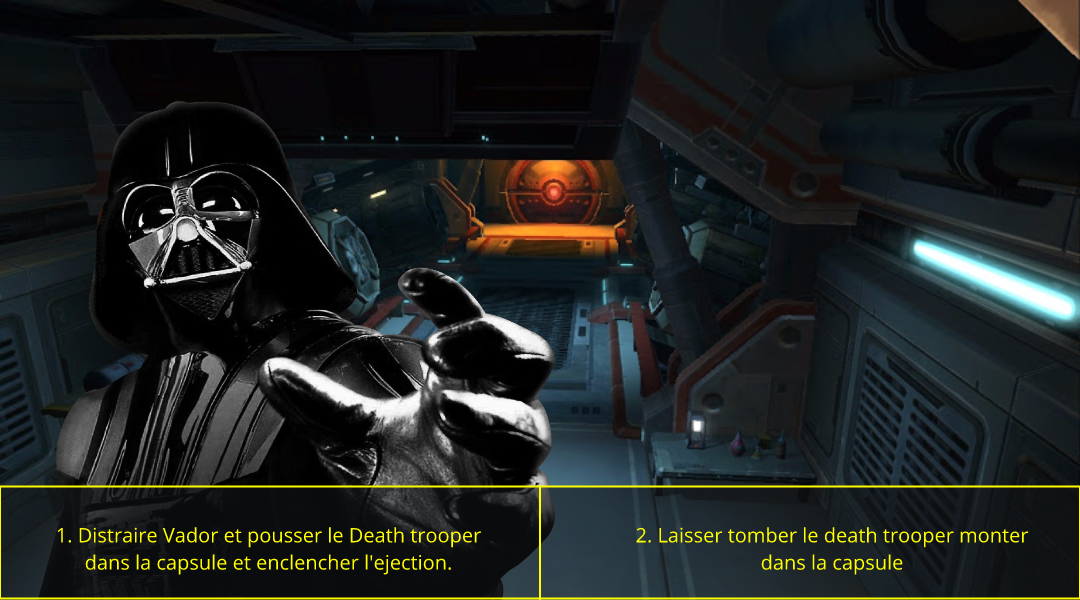 1. Distraire Vador et pousser le Death trooper
dans la capsule et enclencher l'ejection.
2. Laisser tomber le death trooper monter
dans la capsule